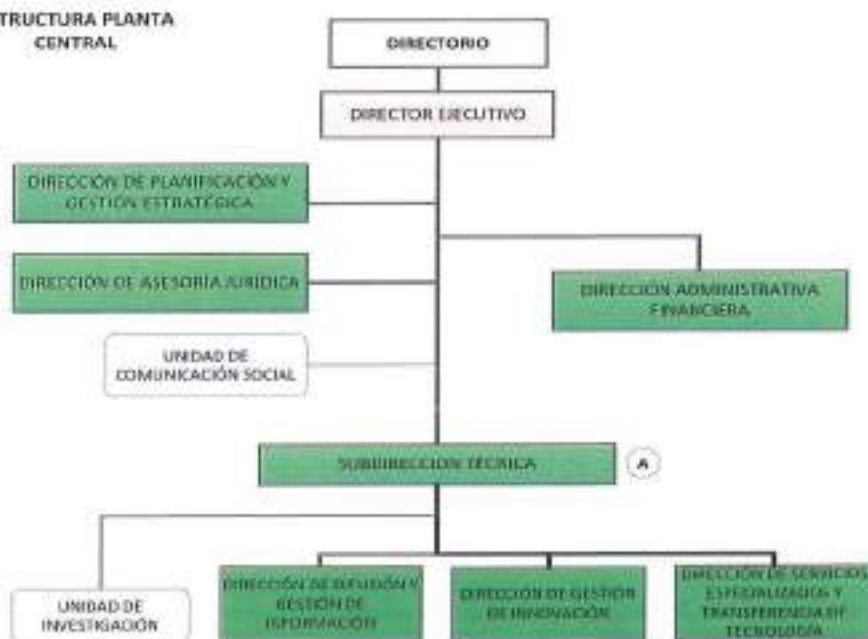 TRUCTURA PLANTA
CENTRAL
DIRECTORIO
DIRECTOR EJECUTIVO
DIRECCIÓN DE PLANIFICACIÓN Y
GESTIÓN ESTRATÉGICA
DIRECCIÓN DE ASESORÍA JURÍDICA
DIRECCIÓN ADMINISTRATIVA
FINANCIERA
UNIDAD DE
COMUNICACIÓN SOCIAL
SUBDIRECCIÓN TÉCNICA
A
UNIDAD DE
INVESTIGACIÓN
DIRECCIÓN DE DIFUSIÓN Y
GESTIÓN DE
INFORMACIÓN
DIRECCIÓN DE GESTIÓN
DE INNOVACIÓN
DIRECCIÓN DE SERVICIOS
ESPECIALIZADOS Y
TRANSFERENCIA DE
TECNOLOGÍA